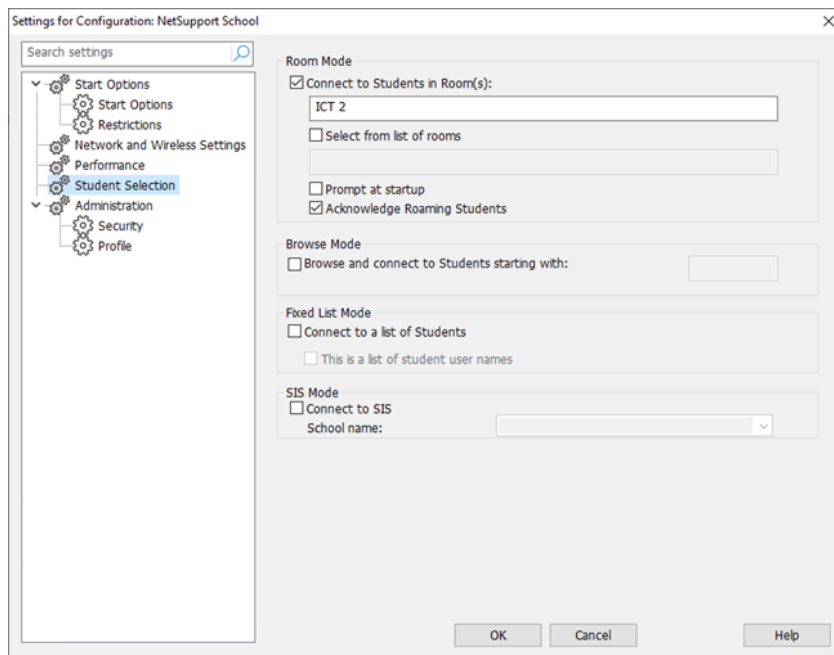 Settings for Configuration: NetSupport School
Search settings
Start Options
Start Options
Restrictions
Network and Wireless Settings
Performance
Student Selection
Administration
Security
Profile
Room Mode
Connect to Students in Room(s):
ICT 2
Select from list of rooms
Prompt at startup
Acknowledge Roaming Students
Browse Mode
Browse and connect to Students starting with:
Fixed List Mode
Connect to a list of Students
This is a list of student user names
SIS Mode
Connect to SIS
School name:
OK Cancel Help